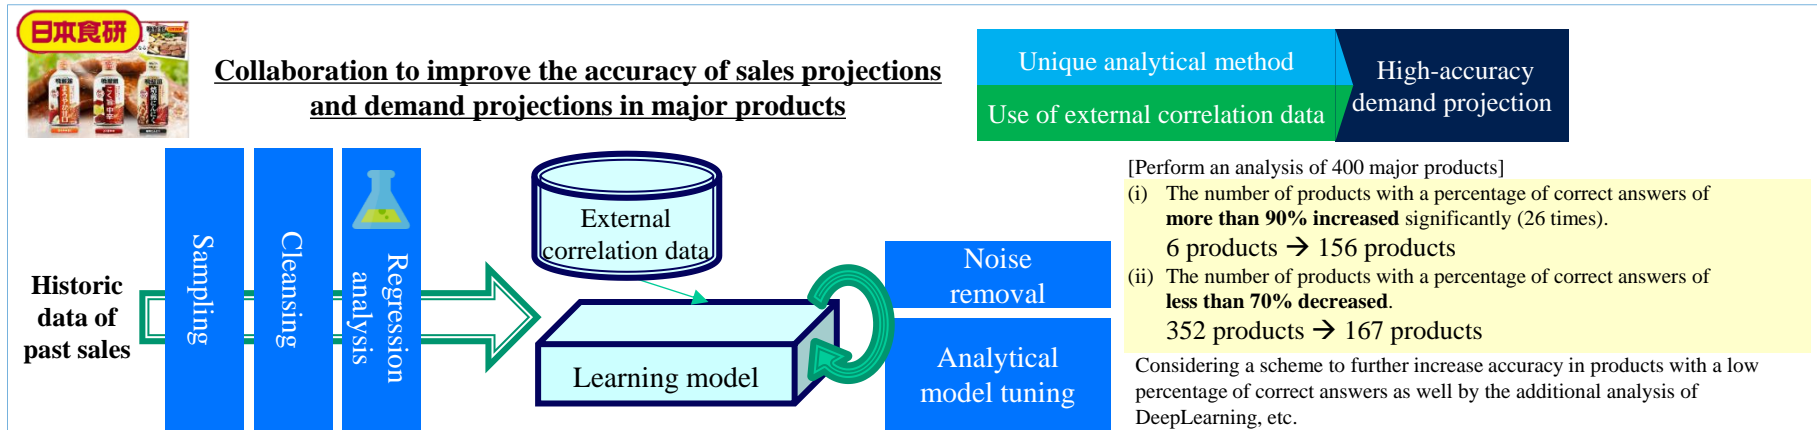 日本食研
Collaboration to improve the accuracy of sales projections
and demand projections in major products
Unique analytical method
Use of external correlation data
High-accuracy
demand projection
Historic
data of
past sales
Sampling
Cleansing
Regression
analysis
External
correlation data
Learning model
Noise
removal
Analytical
model tuning
[Perform an analysis of 400 major products]
(i) The number of products with a percentage of correct answers of
more than 90% increased significantly (26 times).
6 products → 156 products
(ii) The number of products with a percentage of correct answers of
less than 70% decreased.
352 products → 167 products
Considering a scheme to further increase accuracy in products with a low
percentage of correct answers as well by the additional analysis of
DeepLearning, etc.